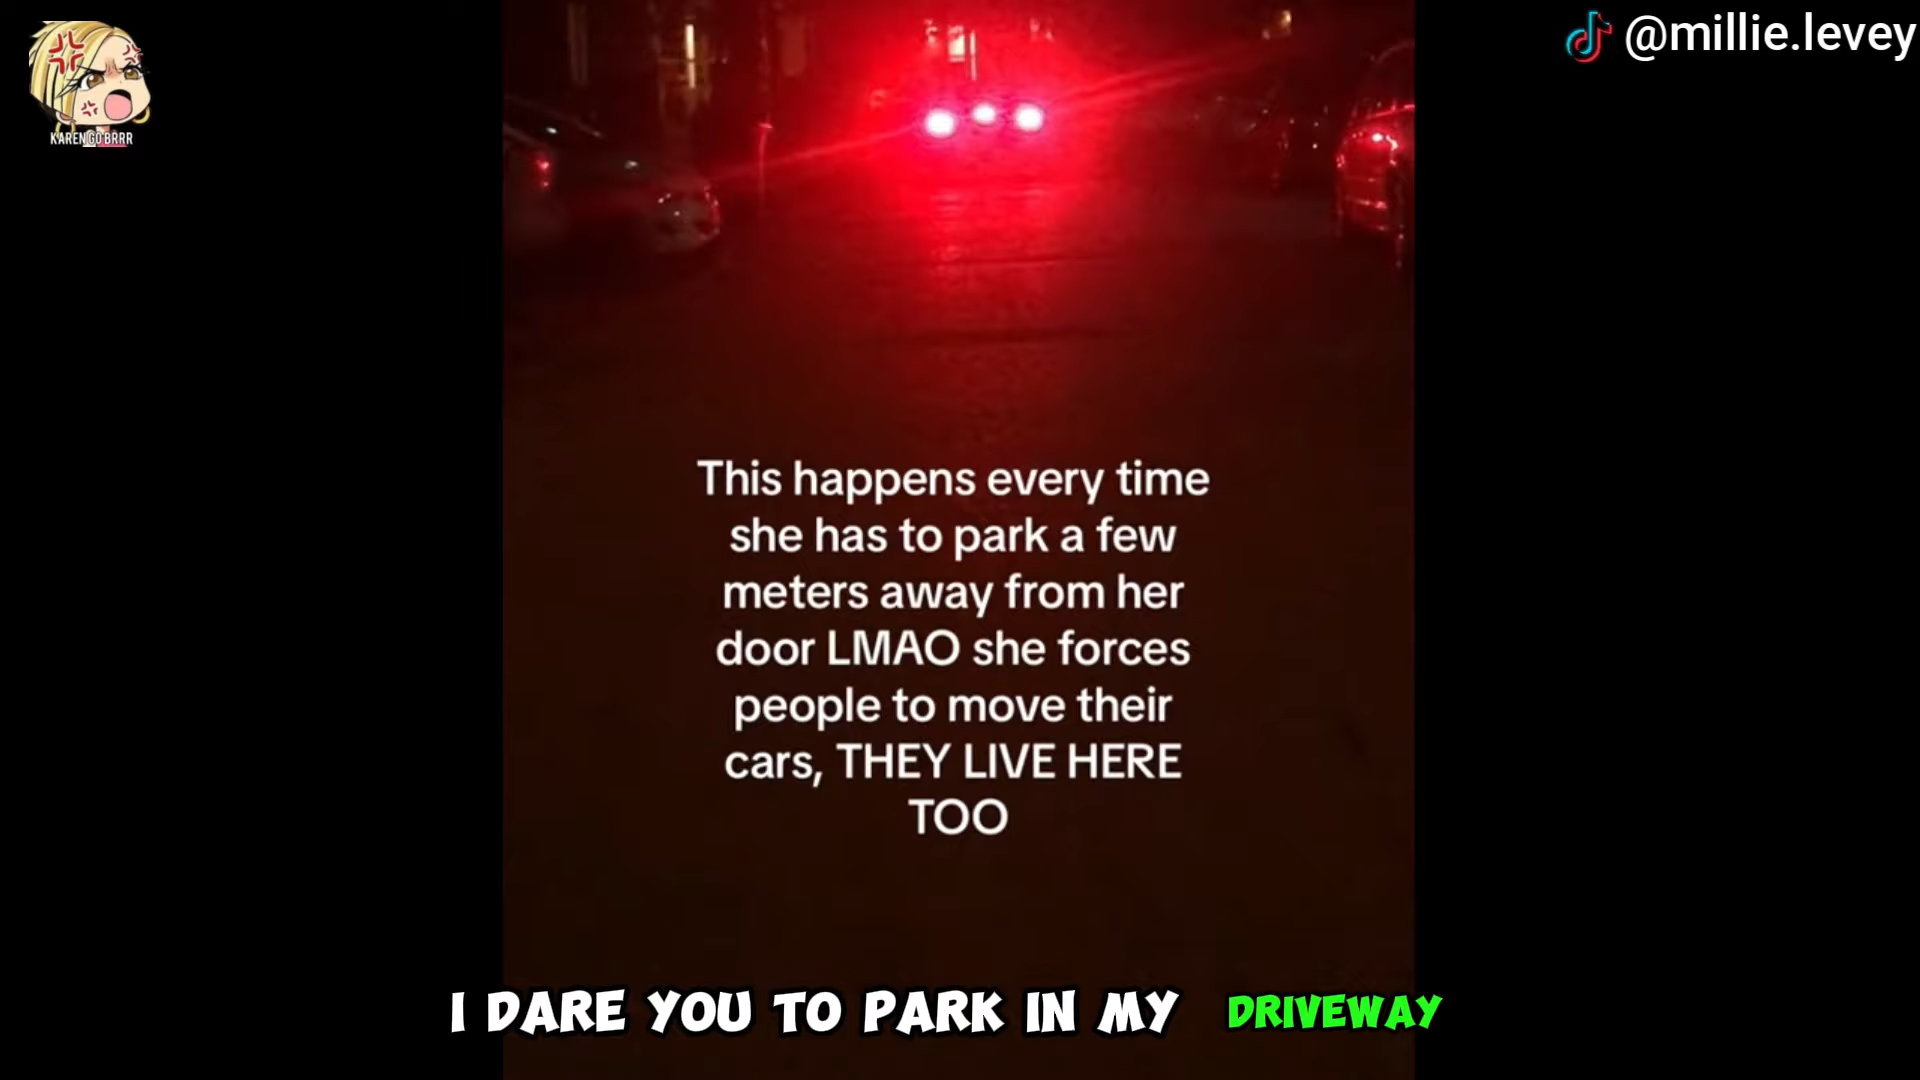 KAREN GO BRRR
@millie.levey
This happens every time
she has to park a few
meters away from her
door LMAO she forces
people to move their
cars, THEY LIVE HERE
TOO
I DARE YOU TO PARK IN MY DRIVEWAY